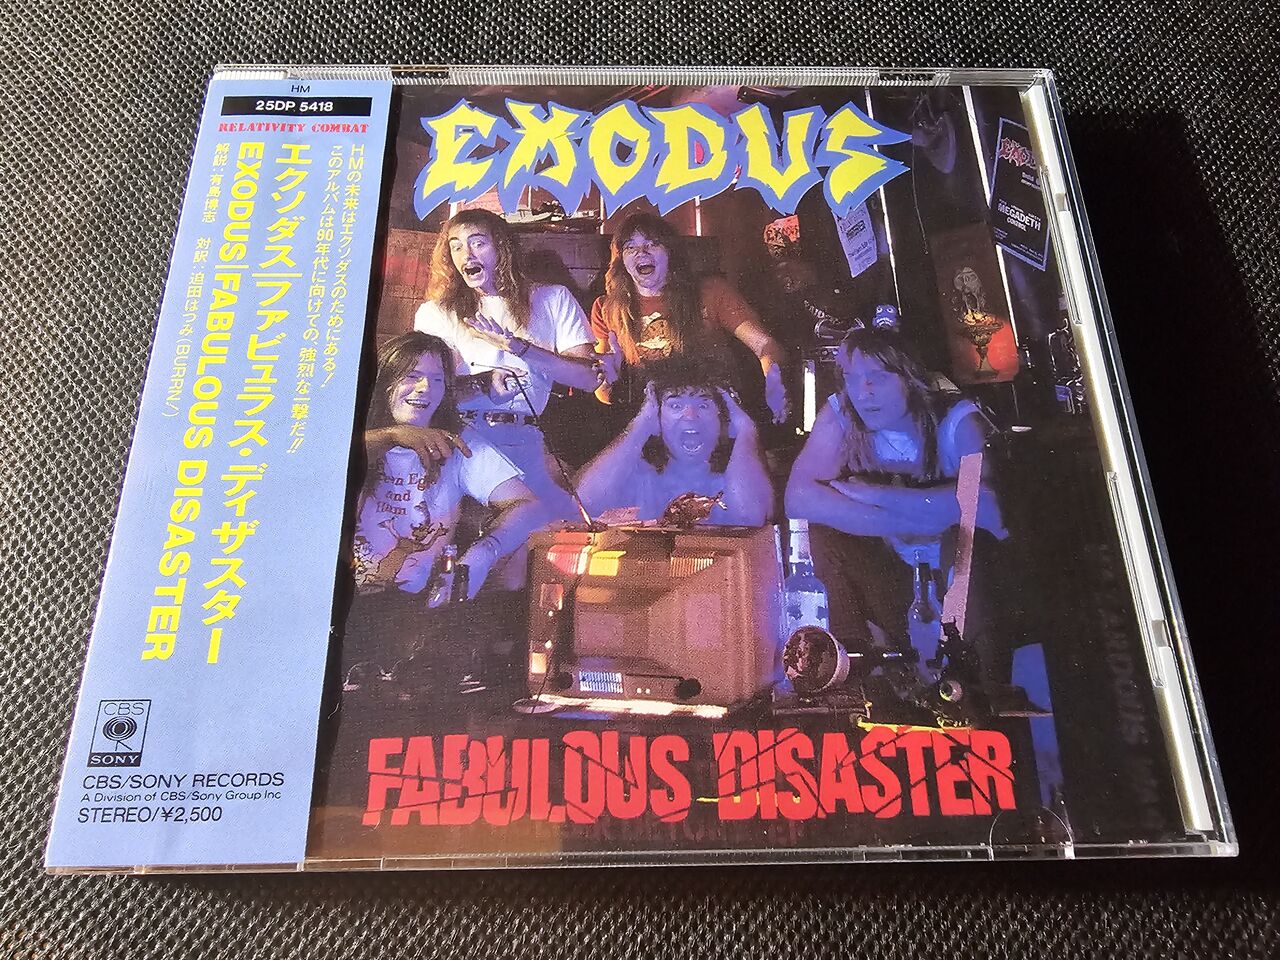 HM
25DP 5418
RELATIVITY COMBAT
HMの未来はエクソダスのためにある!
このアルバムは90年代に向けての、強烈な一撃だ!!
エクソダス/ファビュラス・ディザスター
EXODUS/FABULOUS DISASTER
解説:有島博志 対訳:迫田はつみ(BURRN!)
CBS
SONY
CBS/SONY RECORDS
A Division of CBS/Sony Group Inc
STEREO/¥2,500
EXODUS
MEGADETH
and
Ham
FABULOUS DISASTER